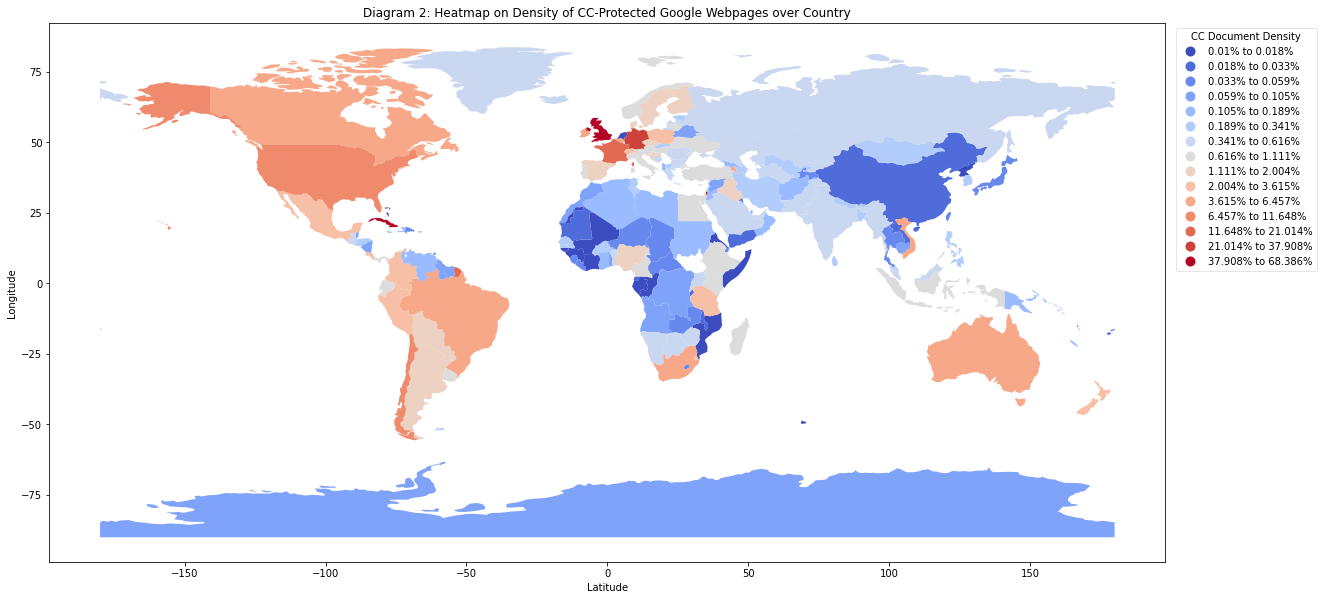 Diagram 2: Heatmap on Density of CC-Protected Google Webpages over Country
CC Document Density
0.01% to 0.018%
0.018% to 0.033%
0.033% to 0.059%
0.059% to 0.105%
0.105% to 0.189%
0.189% to 0.341%
0.341% to 0.616%
0.616% to 1.111%
1.111% to 2.004%
2.004% to 3.615%
3.615% to 6.457%
6.457% to 11.648%
11.648% to 21.014%
21.014% to 37.908%
37.908% to 68.386%
75
50
25
0
−25
−50
−75
Longitude
−150
−100
−50
0
50
100
150
Latitude